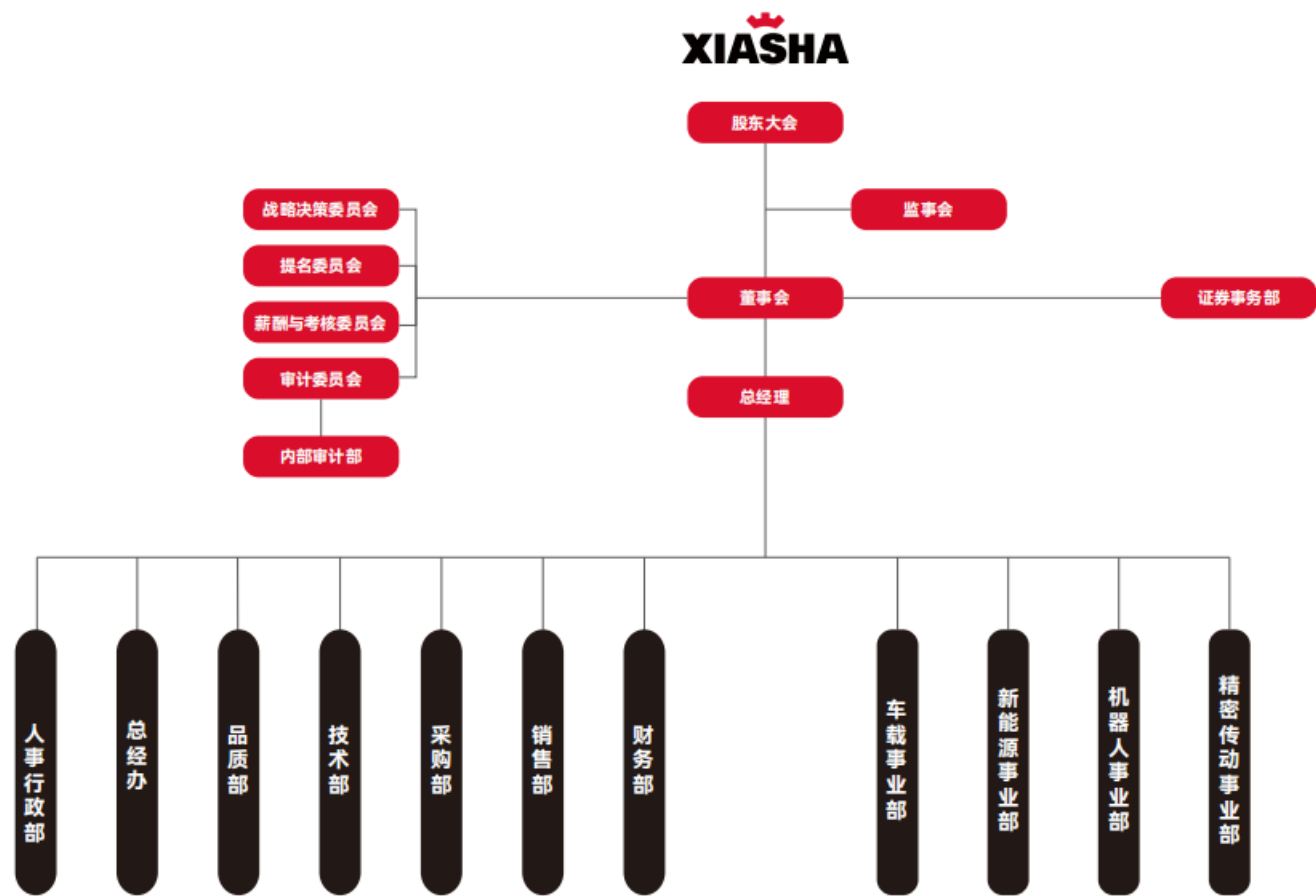 XIASHA
股东大会
战略决策委员会
监事会
提名委员会
董事会
证券事务部
薪酬与考核委员会
审计委员会
总经理
内部审计部
人事行政部
总经办
品质部
技术部
采购部
销售部
财务部
车载事业部
新能源事业部
机器人事业部
精密传动事业部